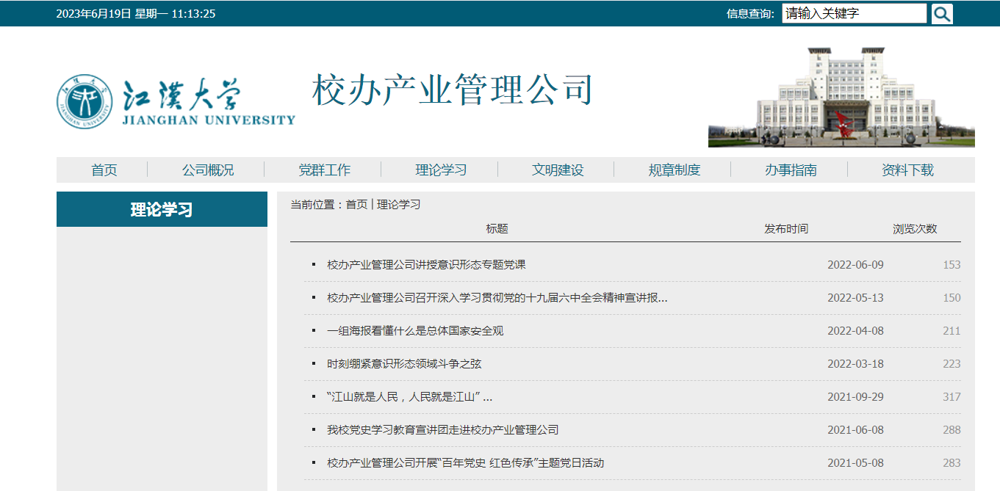 2023年6月19日 星期一 11:13:25 信息查询: 请输入关键字
江汉大学 校办产业管理公司
JIANGHAN UNIVERSITY
首页 公司概况 党群工作 理论学习 文明建设 规章制度 办事指南 资料下载
理论学习
当前位置：首页 | 理论学习
标题 发布时间 浏览次数
校办产业管理公司讲授意识形态专题党课 2022-06-09 153
校办产业管理公司召开深入学习贯彻党的十九届六中全会精神宣讲报... 2022-05-13 150
一组海报看懂什么是总体国家安全观 2022-04-08 211
时刻绷紧意识形态领域斗争之弦 2022-03-18 223
“江山就是人民，人民就是江山” ... 2021-09-29 317
我校党史学习教育宣讲团走进校办产业管理公司 2021-06-08 288
校办产业管理公司开展“百年党史 红色传承”主题党日活动 2021-05-08 283